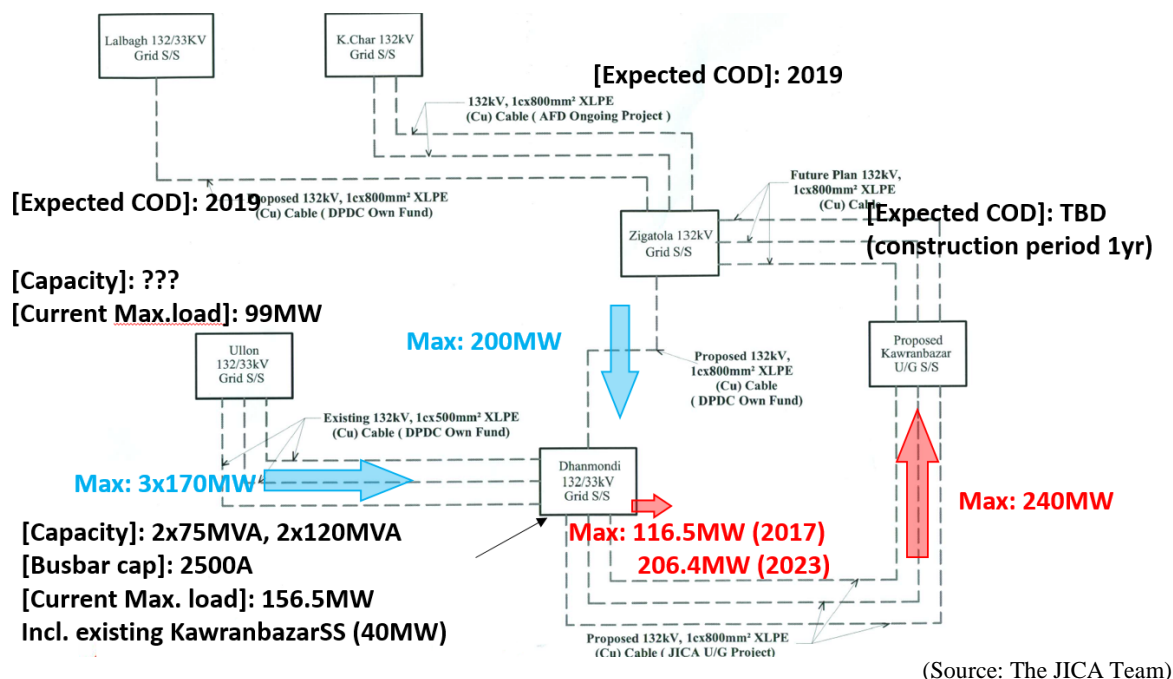 Lalbagh 132/33KV
Grid S/S
K.Char 132kV
Grid S/S
[Expected COD]: 2019
132kV, 1cx800mm² XLPE
(Cu) Cable ( AFD Ongoing Project )
[Expected COD]: 2019
Proposed 132kV, 1cx800mm² XLPE
(Cu) Cable ( DPDC Own Fund)
Future Plan 132kV,
1cx800mm² XLPE
(Cu) Cable
[Expected COD]: TBD
(construction period 1yr)
Zigatola 132kV
Grid S/S
[Capacity]: ???
[Current Max.load]: 99MW
Max: 200MW
Ullon
132/33kV
Grid S/S
Proposed 132kV,
1cx800mm² XLPE
(Cu) Cable
( DPDC Own Fund)
Proposed
Kawranbazar
U/G S/S
Existing 132kV, 1cx500mm² XLPE
(Cu) Cable ( DPDC Own Fund)
Max: 3x170MW
Dhanmondi
132/33kV
Grid S/S
Max: 240MW
[Capacity]: 2x75MVA, 2x120MVA
[Busbar cap]: 2500A
[Current Max. load]: 156.5MW
Incl. existing KawranbazarSS (40MW)
Max: 116.5MW (2017)
206.4MW (2023)
Proposed 132kV, 1cx800mm² XLPE
(Cu) Cable ( JICA U/G Project)
(Source: The JICA Team)